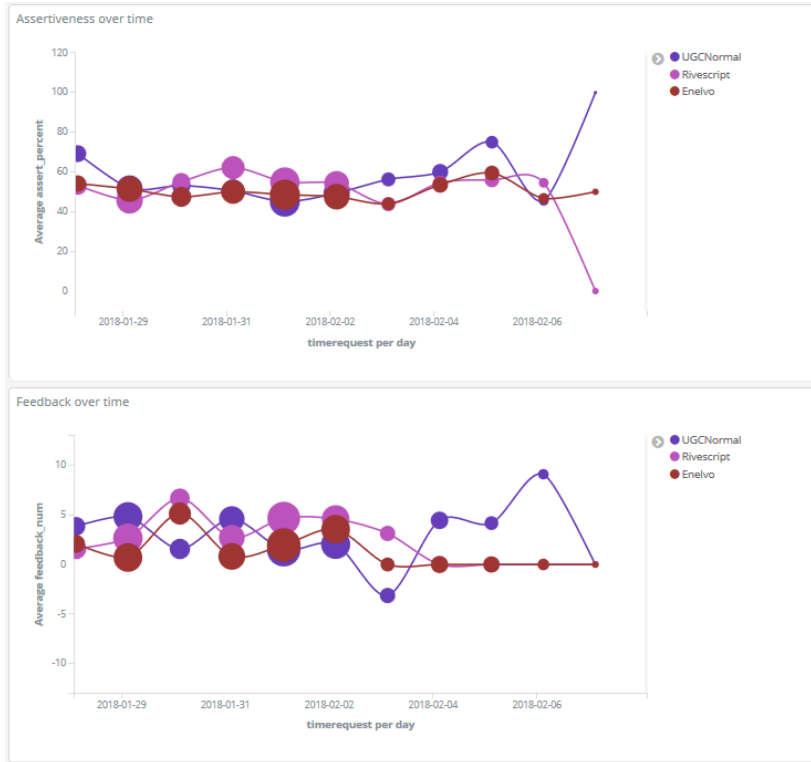 Assertiveness over time
120
100
80
60
40
20
0
Average assert_percent
2018-01-29
2018-01-31
2018-02-02
2018-02-04
2018-02-06
timerequest per day
UGCNormal
Rivescript
Enelvo
Feedback over time
10
5
0
-5
-10
Average feedback_num
2018-01-29
2018-01-31
2018-02-02
2018-02-04
2018-02-06
timerequest per day
UGCNormal
Rivescript
Enelvo